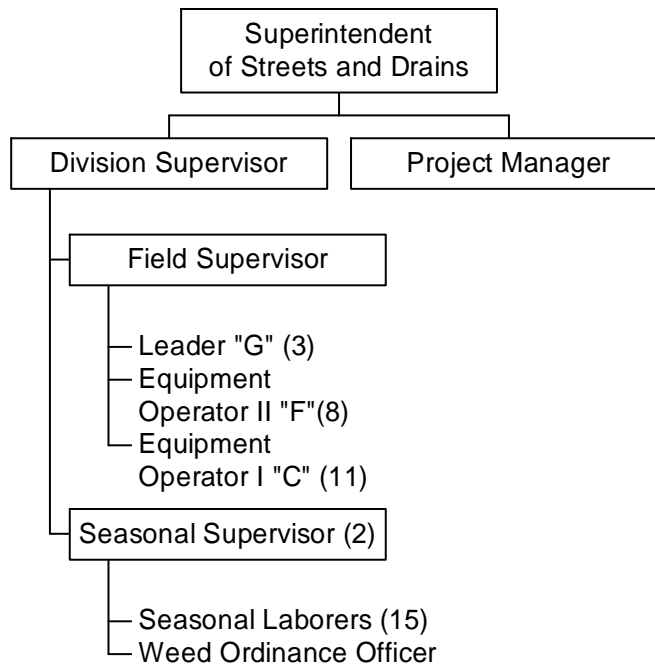 Superintendent
of Streets and Drains
Division Supervisor
Project Manager
Field Supervisor
Leader "G" (3)
Equipment
Operator II "F"(8)
Equipment
Operator I "C" (11)
Seasonal Supervisor (2)
Seasonal Laborers (15)
Weed Ordinance Officer